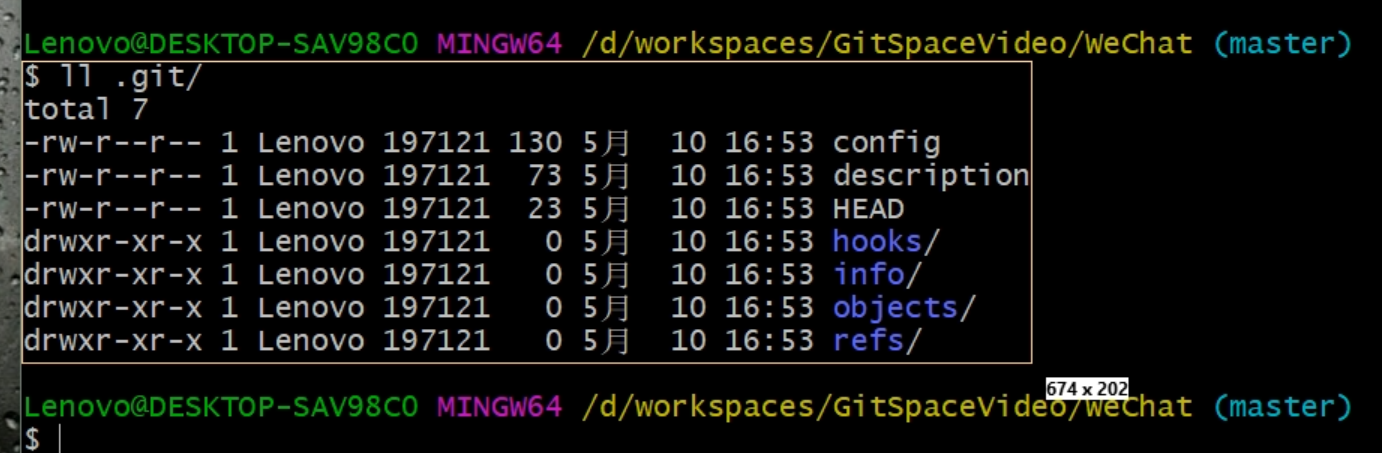 Lenovo@DESKTOP-SAV98C0 MINGW64 /d/workspaces/GitSpaceVideo/WeChat (master)
$ ll .git/
total 7
-rw-r--r-- 1 Lenovo 197121 130 5月  10 16:53 config
-rw-r--r-- 1 Lenovo 197121  73 5月  10 16:53 description
-rw-r--r-- 1 Lenovo 197121  23 5月  10 16:53 HEAD
drwxr-xr-x 1 Lenovo 197121   0 5月  10 16:53 hooks/
drwxr-xr-x 1 Lenovo 197121   0 5月  10 16:53 info/
drwxr-xr-x 1 Lenovo 197121   0 5月  10 16:53 objects/
drwxr-xr-x 1 Lenovo 197121   0 5月  10 16:53 refs/
674 x 202
Lenovo@DESKTOP-SAV98C0 MINGW64 /d/workspaces/GitSpaceVideo/WeChat (master)
$